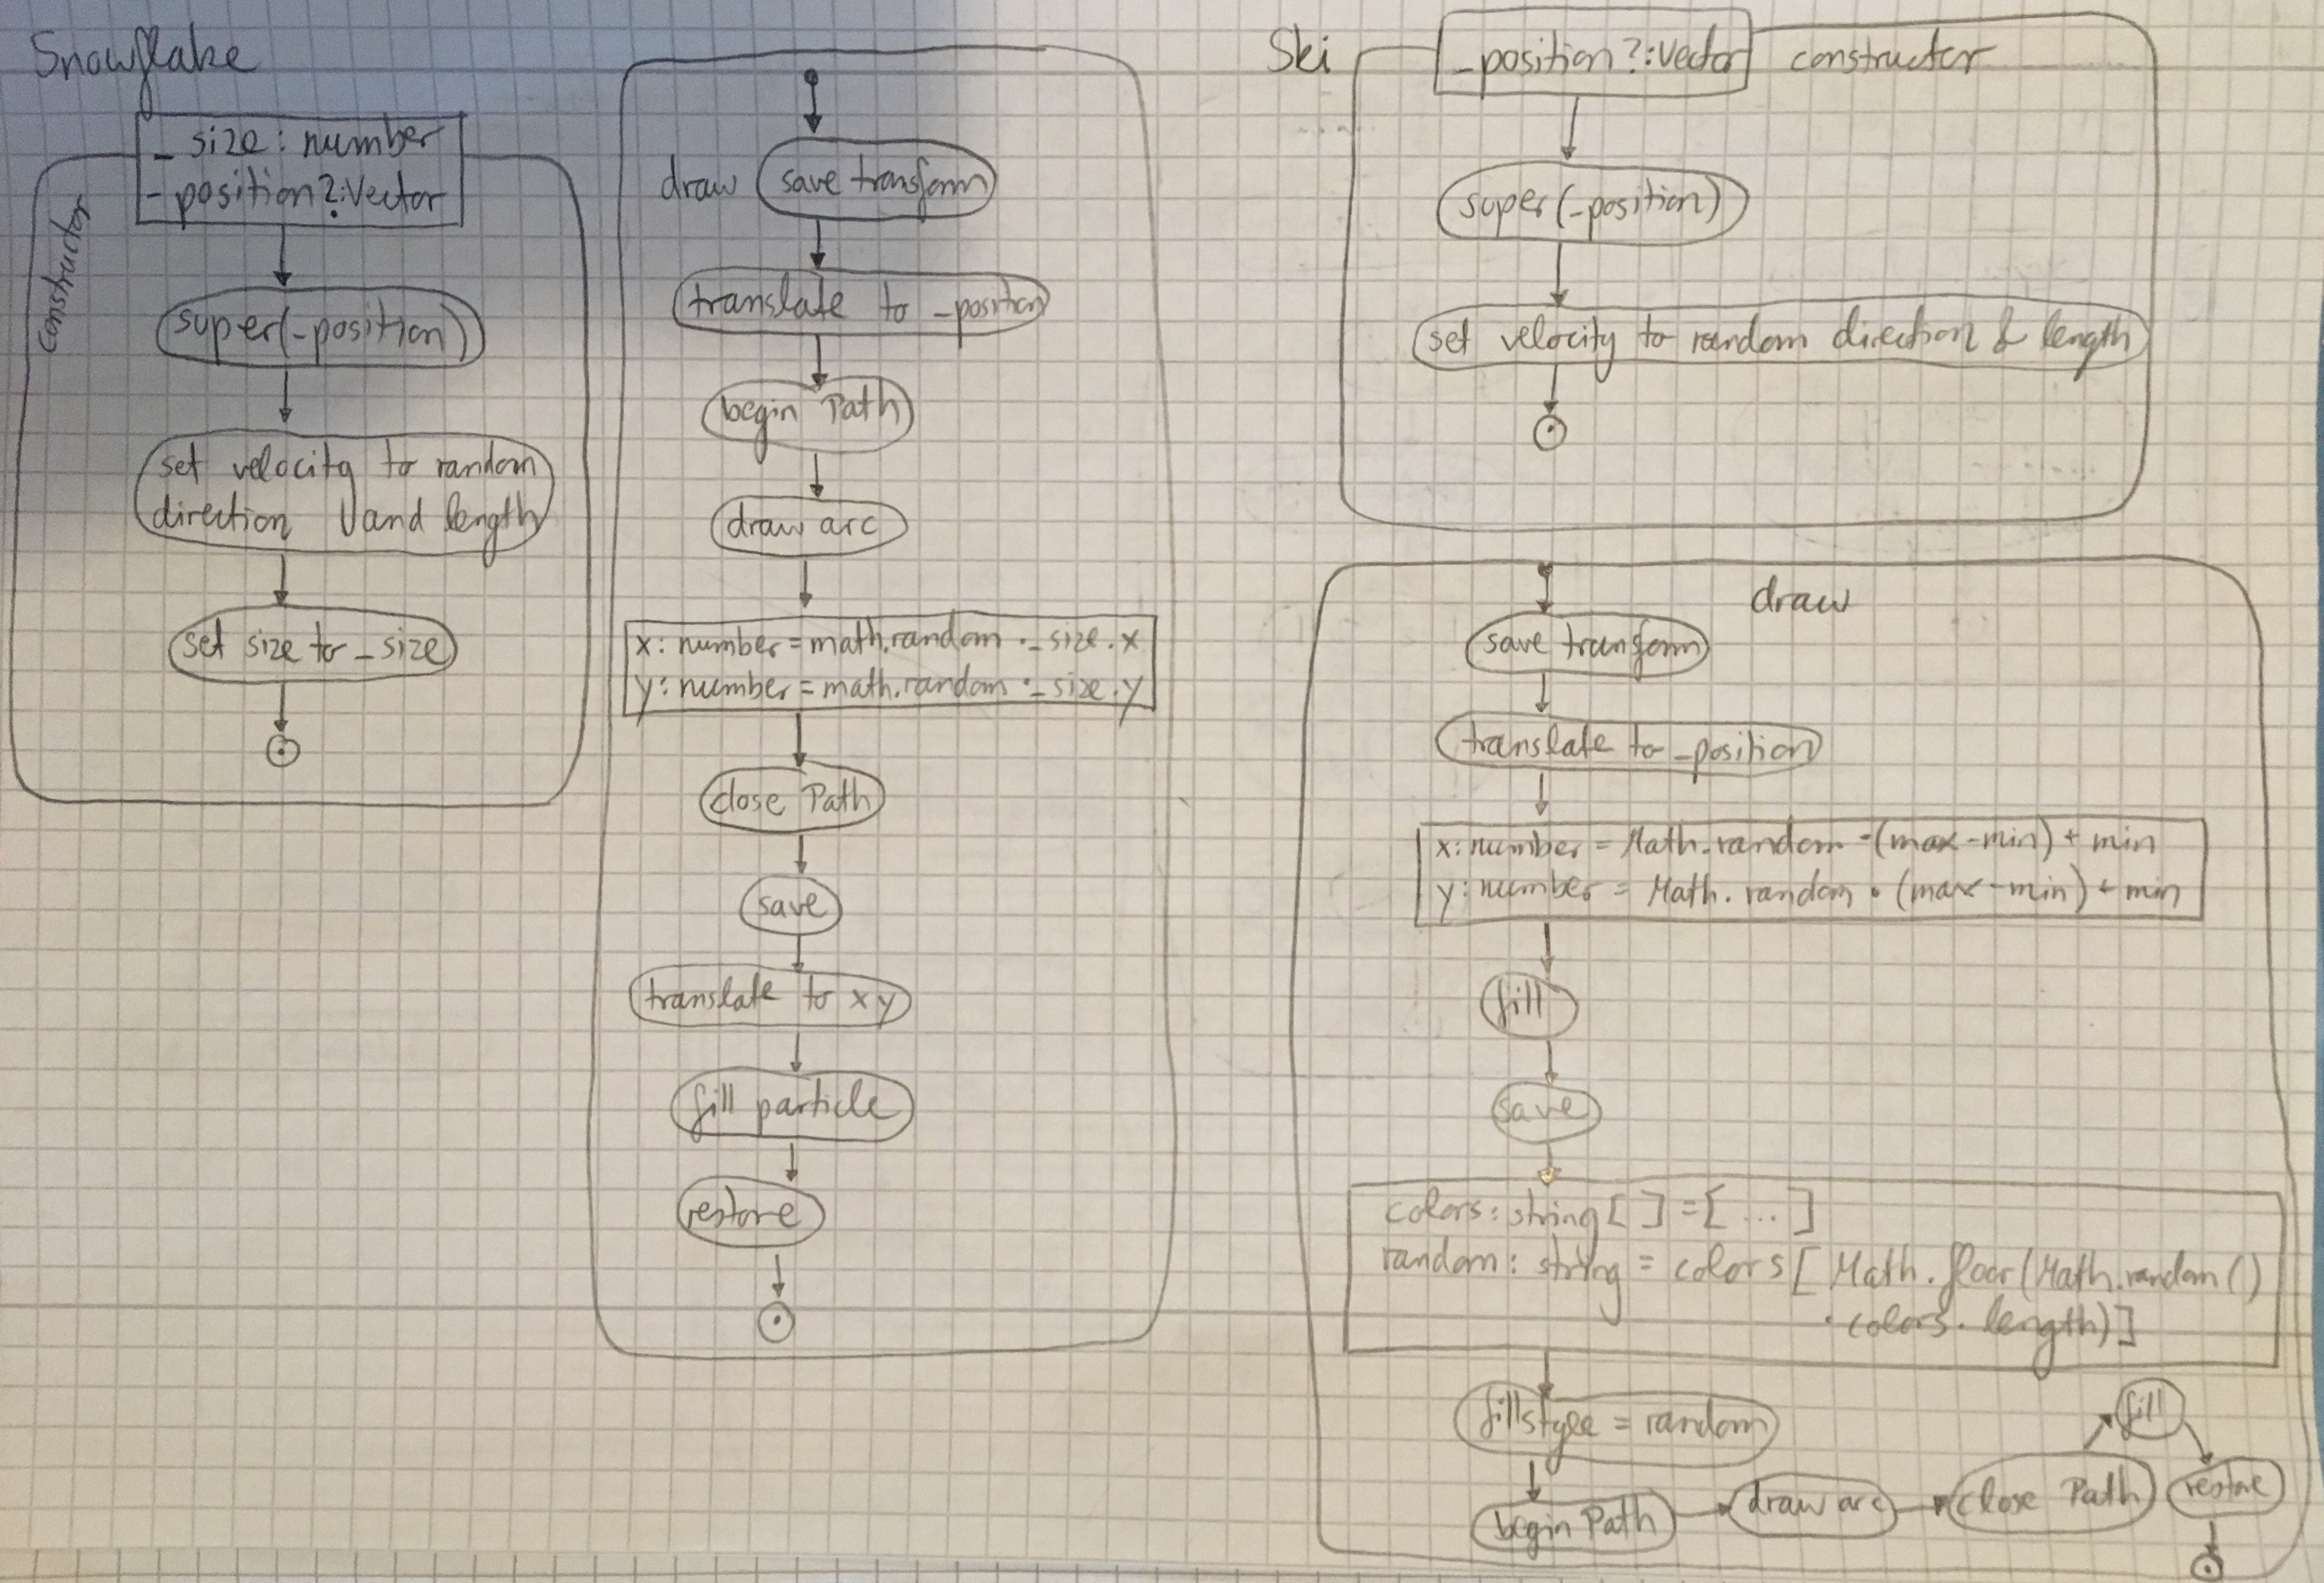 Snowflake
_ size : number
- position?:Vector
constructor
super(-position)
set velocity to random
direction and length
set size to _size
draw
save transform
translate to _position
begin Path
draw arc
x: number = math.random ·_size.x
y: number = math.random ·_size.y
close Path
save
translate to x y
fill particle
restore
Ski
_position?:Vector
constructor
super(-position)
set velocity to random direction & length
draw
save transform
translate to _position
x: number = Math.random ·(max-min) + min
y: number = Math.random · (max-min) + min
fill
save
colors: string [ ] = [ ... ]
random: string = colors [ Math.floor(Math.random()
· colors.length)]
fillstyle = random
begin Path
draw arc
close Path
fill
restore